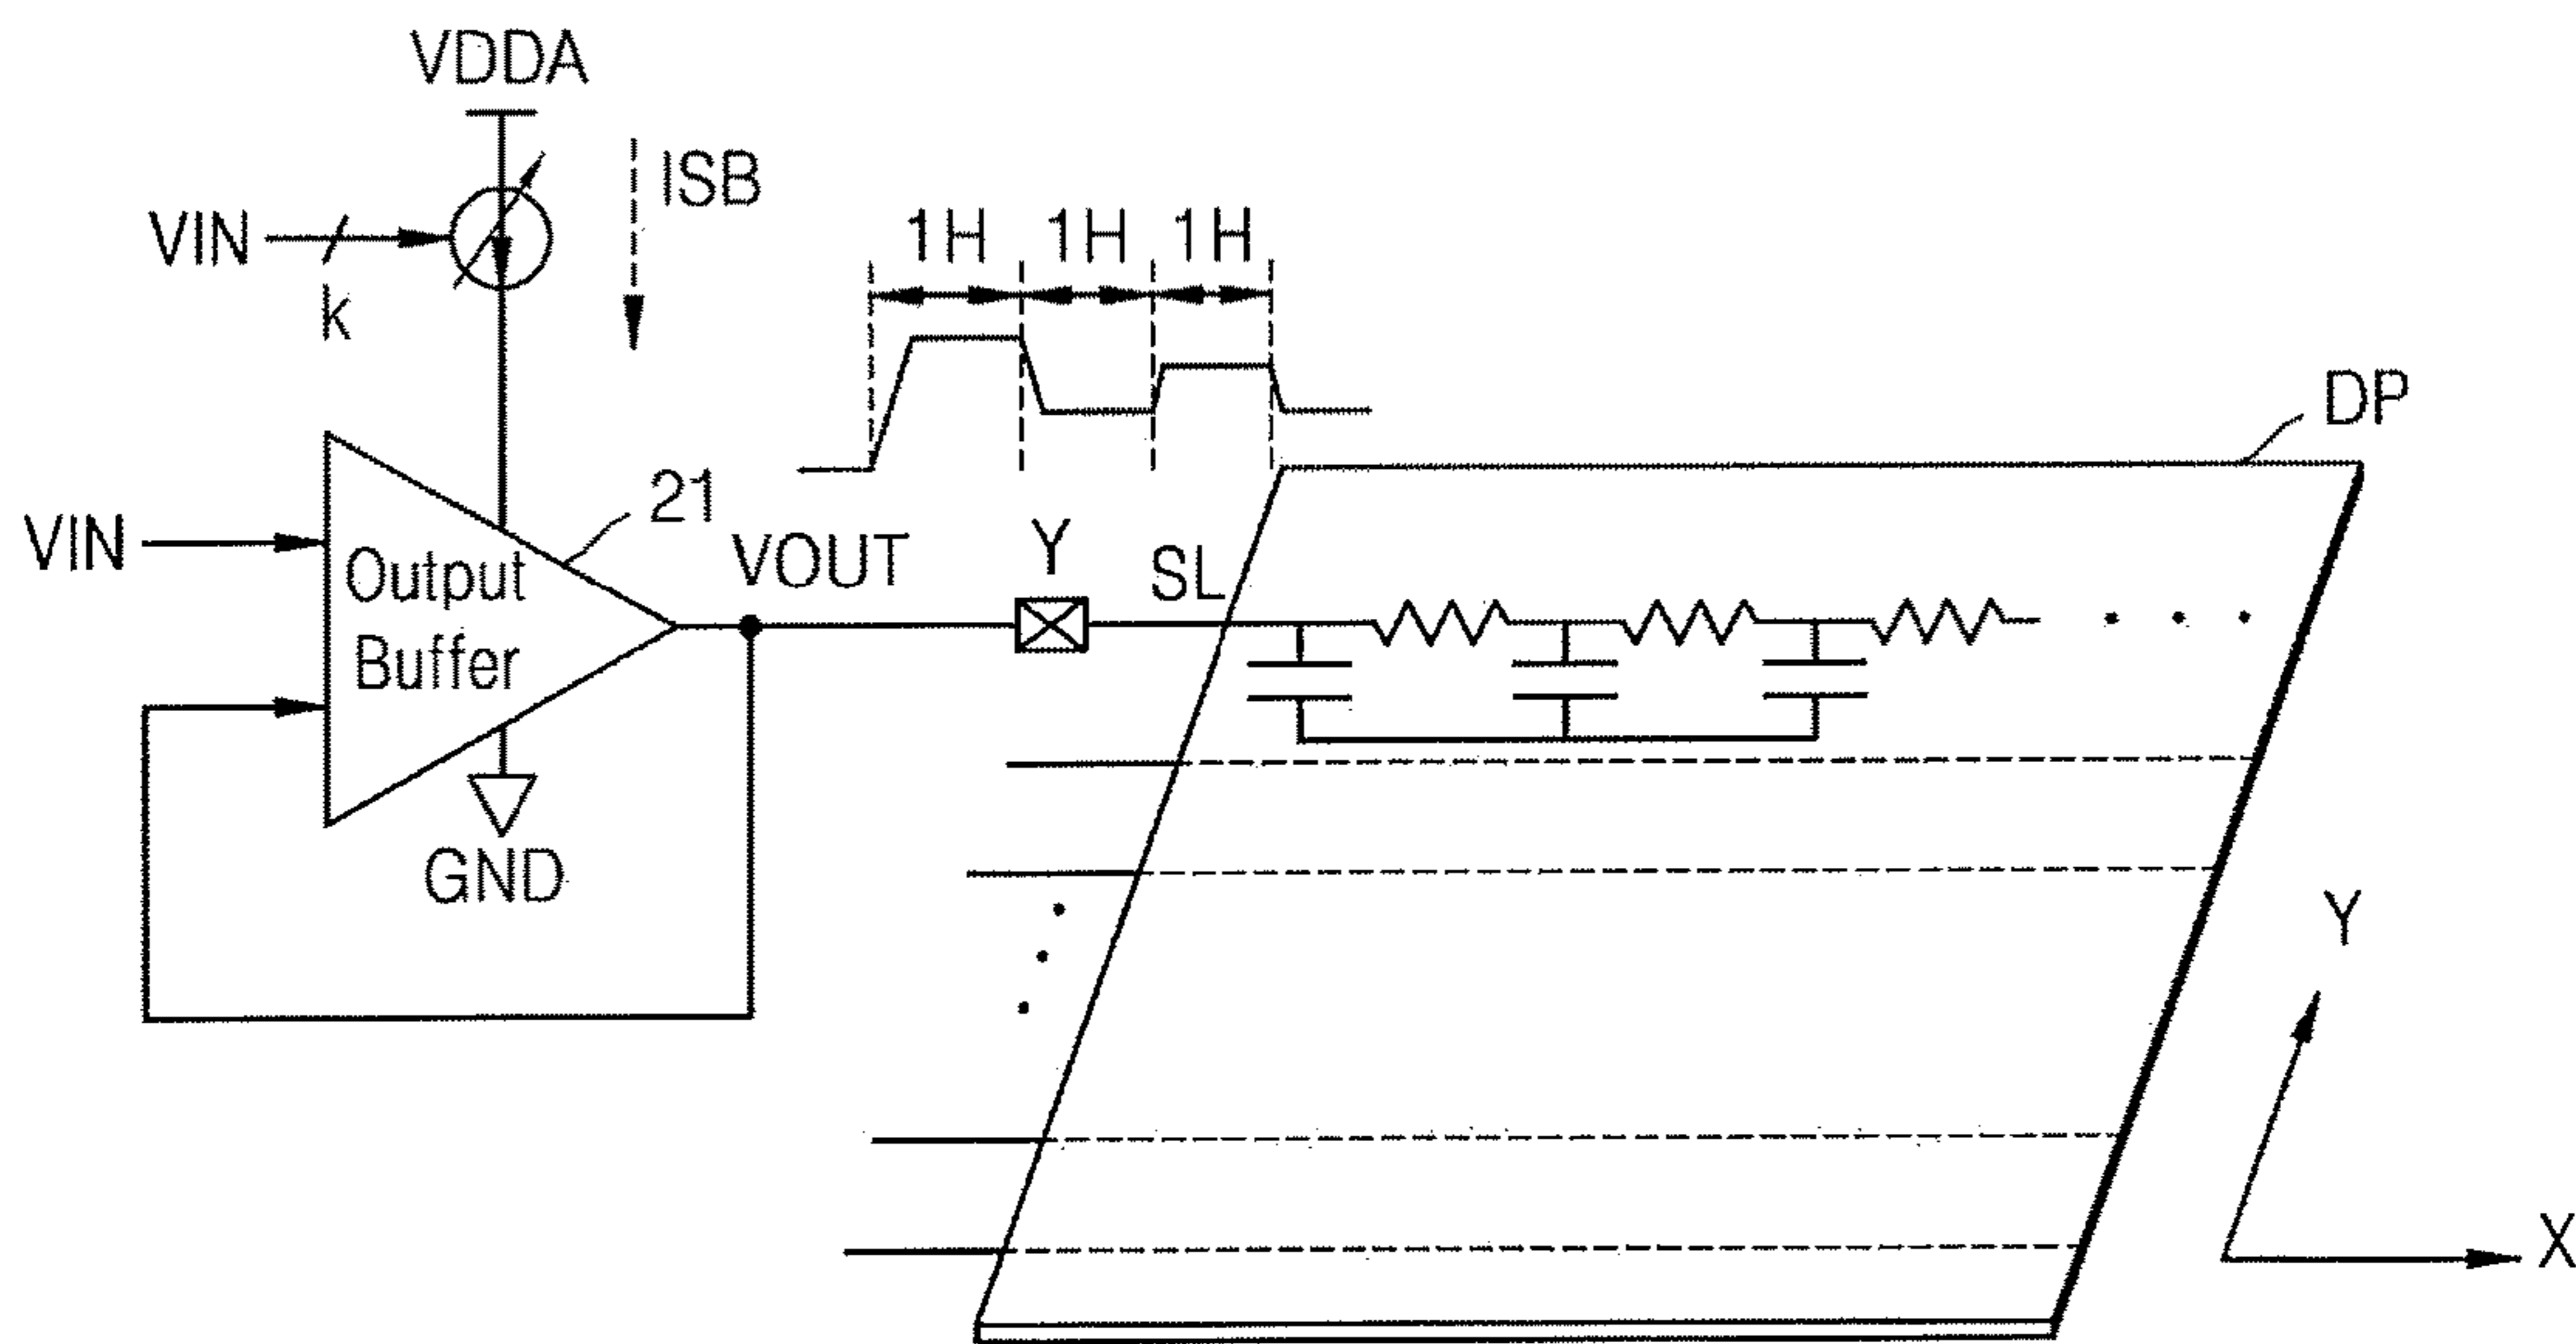 VDDA
ISB
VIN
k
1H 1H 1H
DP
21
VIN
Output
Buffer
VOUT
Y
SL
GND
Y
X